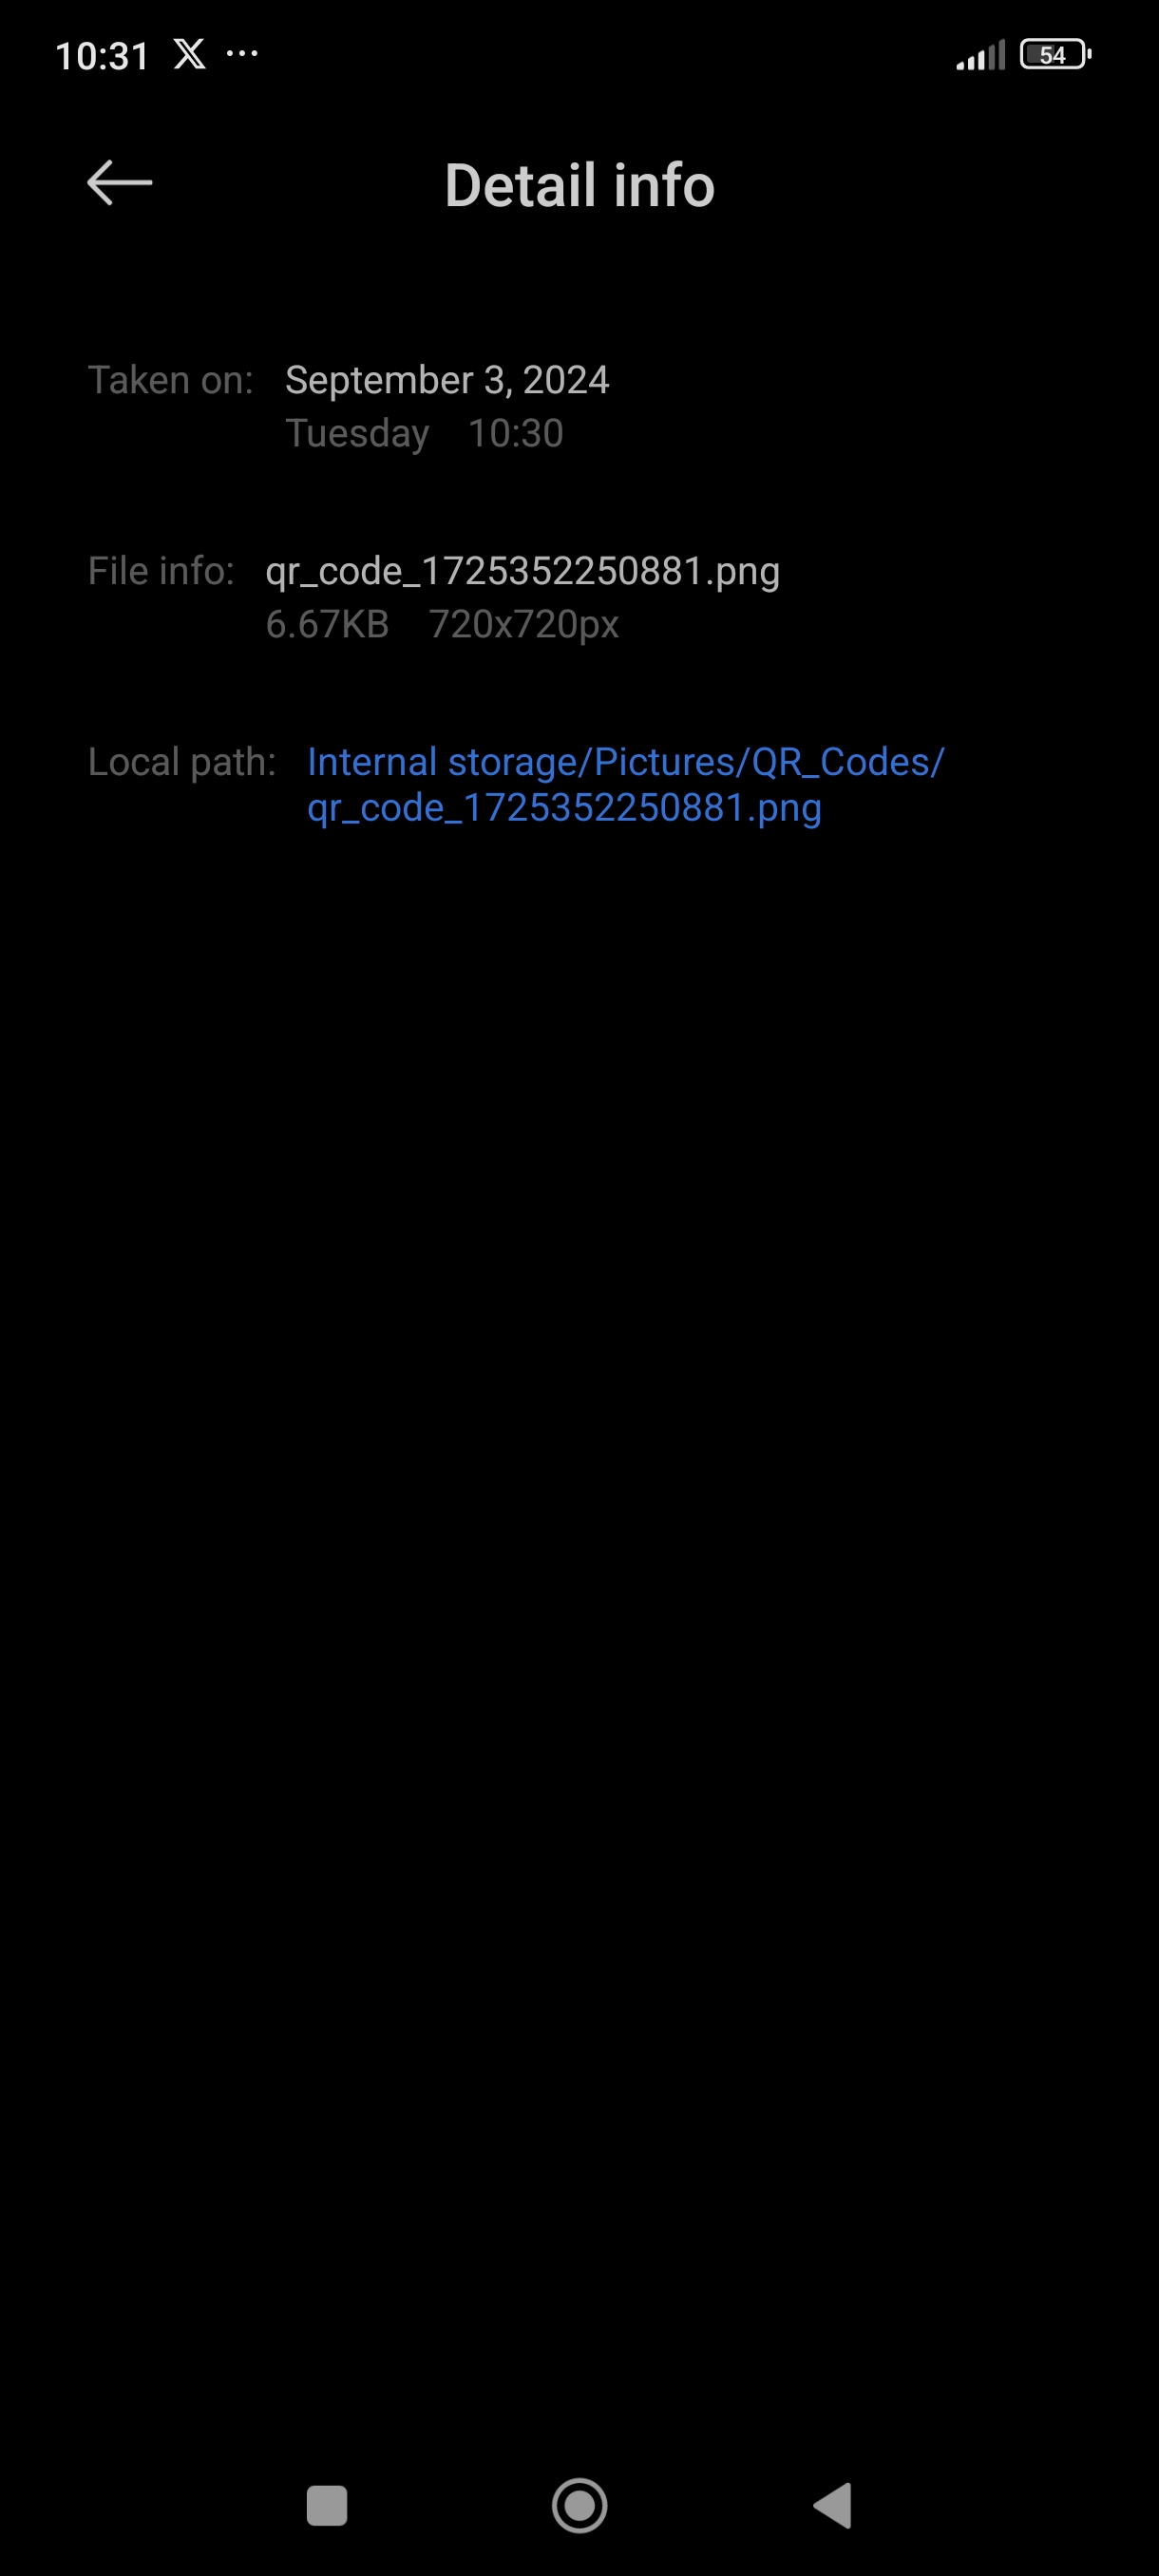 10:31 X ...
54
Detail info
Taken on: September 3, 2024
Tuesday 10:30
File info: qr_code_1725352250881.png
6.67KB 720x720px
Local path: Internal storage/Pictures/QR_Codes/
qr_code_1725352250881.png